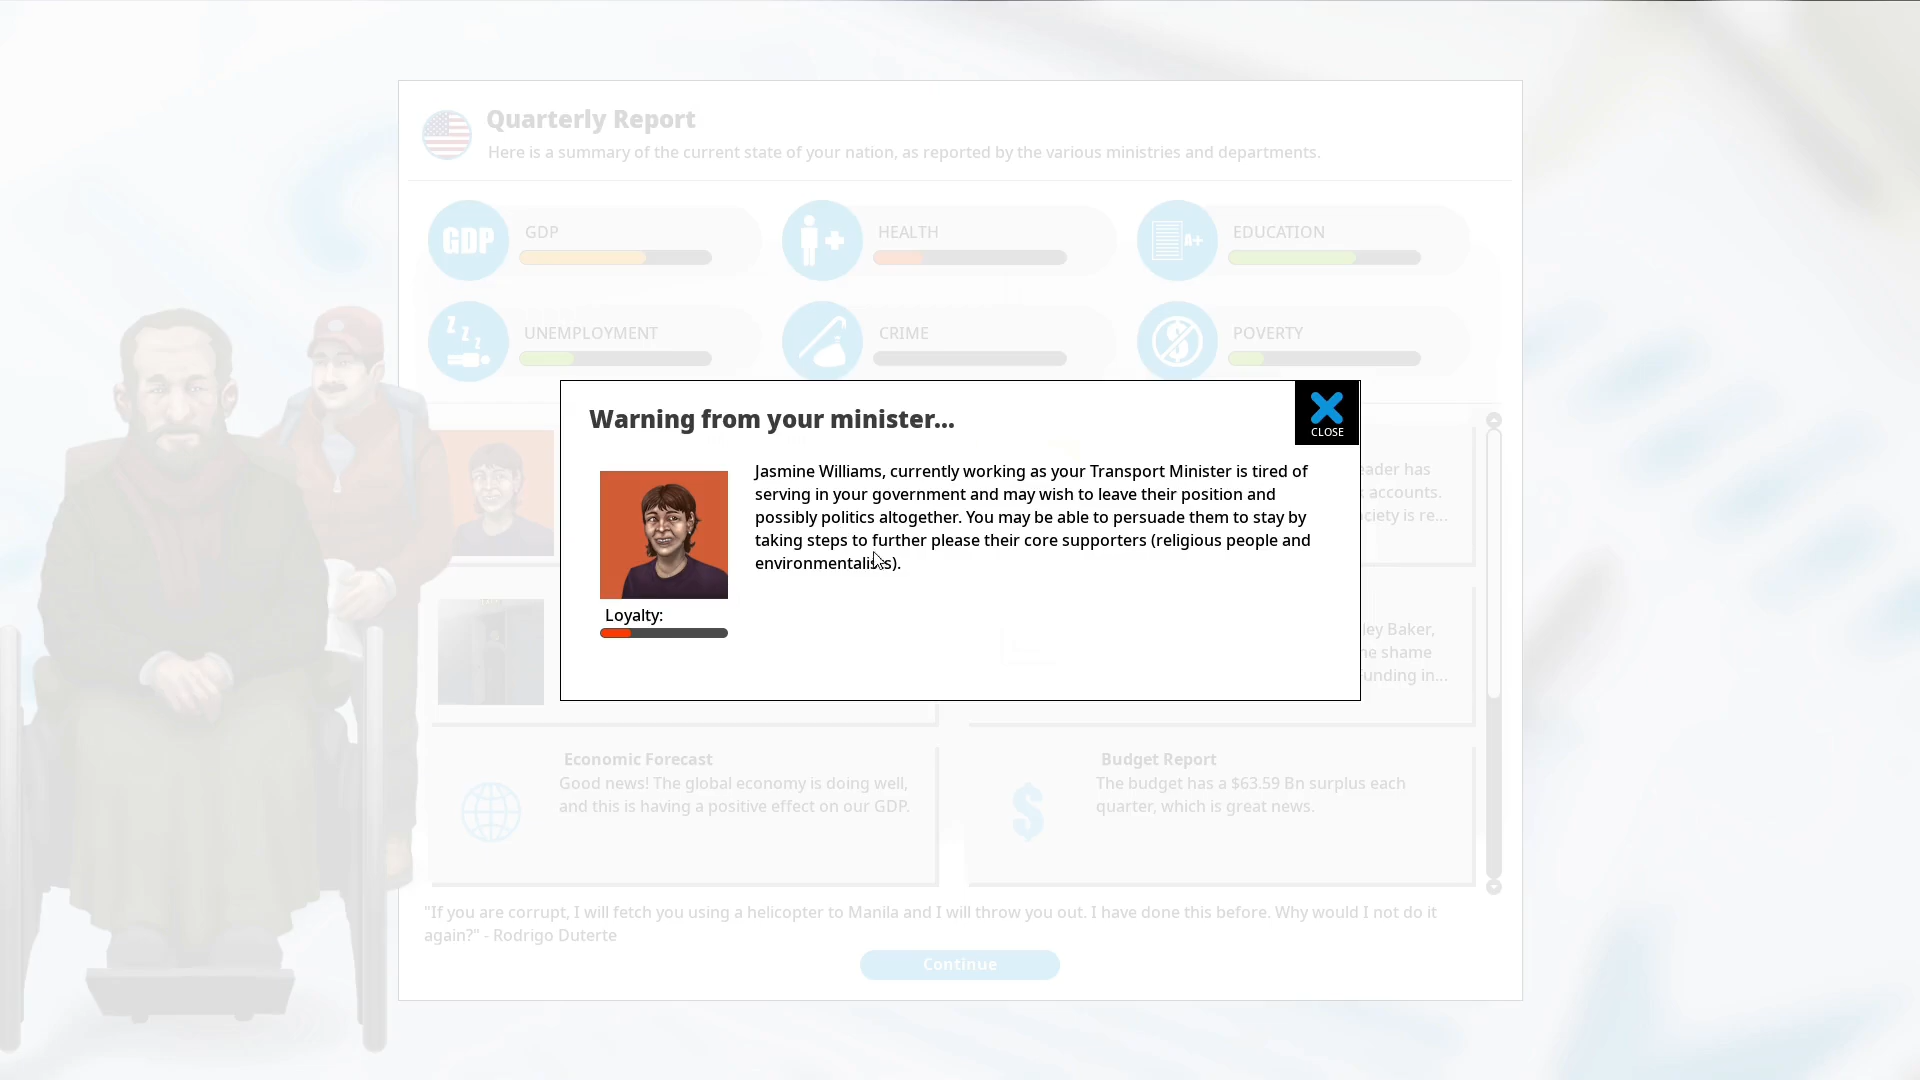 Quarterly Report
Here is a summary of the current state of your nation, as reported by the various ministries and departments.
GDP
GDP
HEALTH
A+
EDUCATION
Z
Z
Z
UNEMPLOYMENT
CRIME
$
POVERTY
Warning from your minister...
CLOSE
Jasmine Williams, currently working as your Transport Minister is tired of
serving in your government and may wish to leave their position and
possibly politics altogether. You may be able to persuade them to stay by
taking steps to further please their core supporters (religious people and
environmentalists).
Loyalty:
eader has
accounts.
ciety is re...
ley Baker,
he shame
unding in...
Economic Forecast
Good news! The global economy is doing well,
and this is having a positive effect on our GDP.
$
Budget Report
The budget has a $63.59 Bn surplus each
quarter, which is great news.
"If you are corrupt, I will fetch you using a helicopter to Manila and I will throw you out. I have done this before. Why would I not do it
again?" - Rodrigo Duterte
Continue